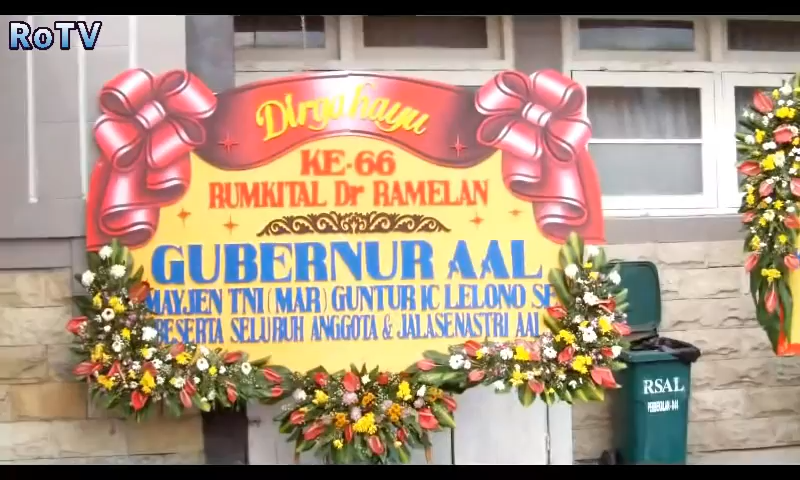 RoTV
Dirgahayu
KE-66
RUMKITAL Dr RAMELAN
GUBERNUR AAL
MAYJEN TNI (MAR) GUNTUR IC LELONO SE
BESERTA SELURUH ANGGOTA & JALASENASTRI AAL
RSAL